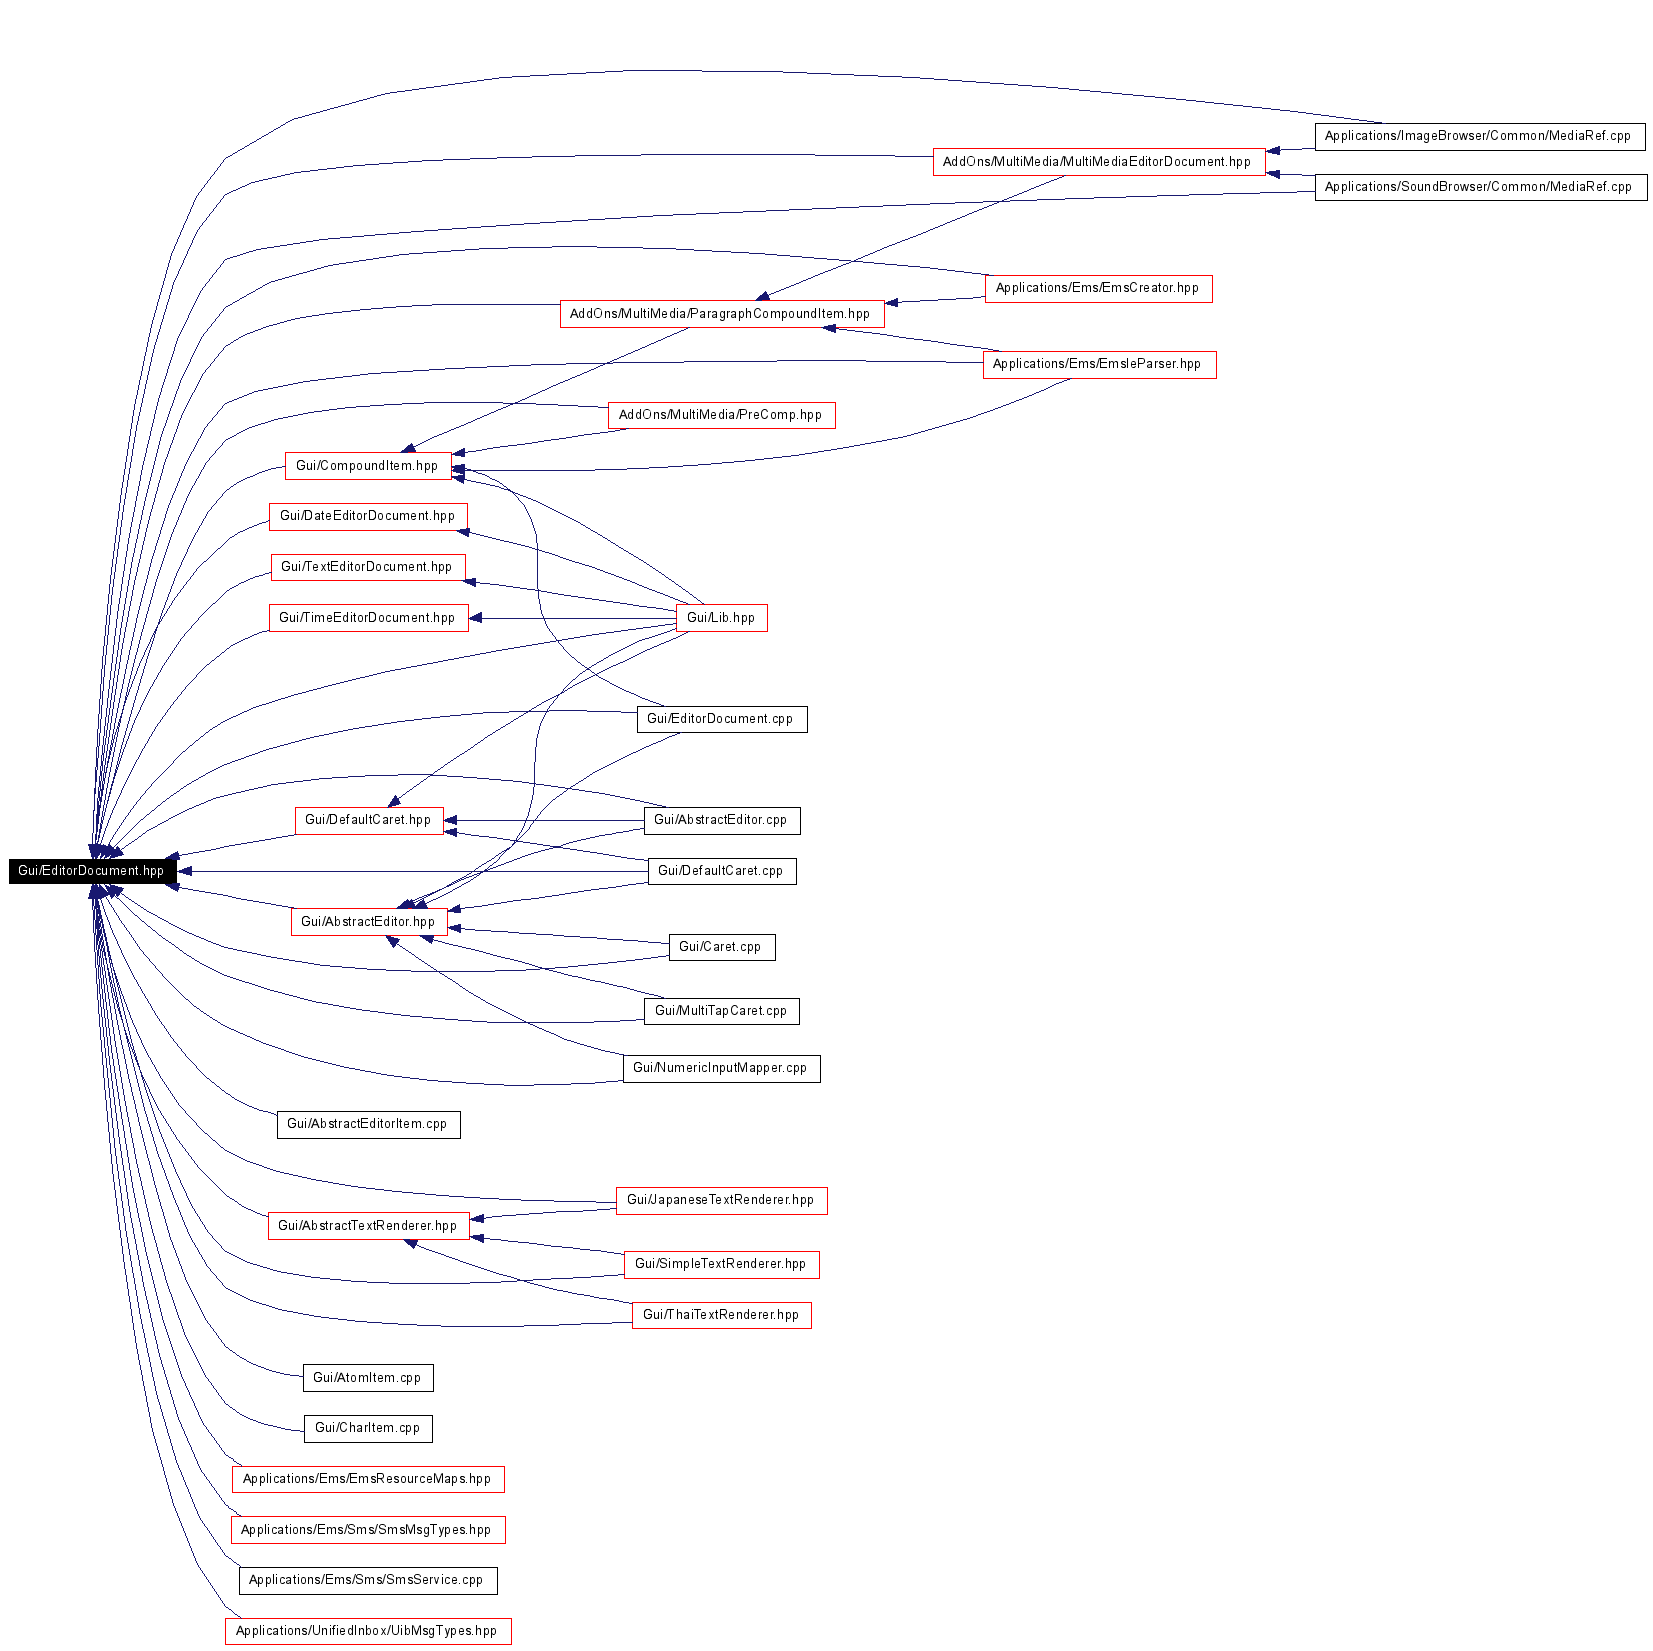 Applications/ImageBrowser/Common/MediaRef.cpp
AddOns/MultiMedia/MultiMediaEditorDocument.hpp
Applications/SoundBrowser/Common/MediaRef.cpp
Applications/Ems/EmsCreator.hpp
AddOns/MultiMedia/ParagraphCompoundItem.hpp
Applications/Ems/EmsIeParser.hpp
AddOns/MultiMedia/PreComp.hpp
Gui/CompoundItem.hpp
Gui/DateEditorDocument.hpp
Gui/TextEditorDocument.hpp
Gui/TimeEditorDocument.hpp
Gui/Lib.hpp
Gui/EditorDocument.cpp
Gui/DefaultCaret.hpp
Gui/AbstractEditor.cpp
Gui/EditorDocument.hpp
Gui/DefaultCaret.cpp
Gui/AbstractEditor.hpp
Gui/Caret.cpp
Gui/MultiTapCaret.cpp
Gui/NumericInputMapper.cpp
Gui/AbstractEditorItem.cpp
Gui/JapaneseTextRenderer.hpp
Gui/AbstractTextRenderer.hpp
Gui/SimpleTextRenderer.hpp
Gui/ThaiTextRenderer.hpp
Gui/AtomItem.cpp
Gui/CharItem.cpp
Applications/Ems/EmsResourceMaps.hpp
Applications/Ems/Sms/SmsMsgTypes.hpp
Applications/Ems/Sms/SmsService.cpp
Applications/UnifiedInbox/UibMsgTypes.hpp